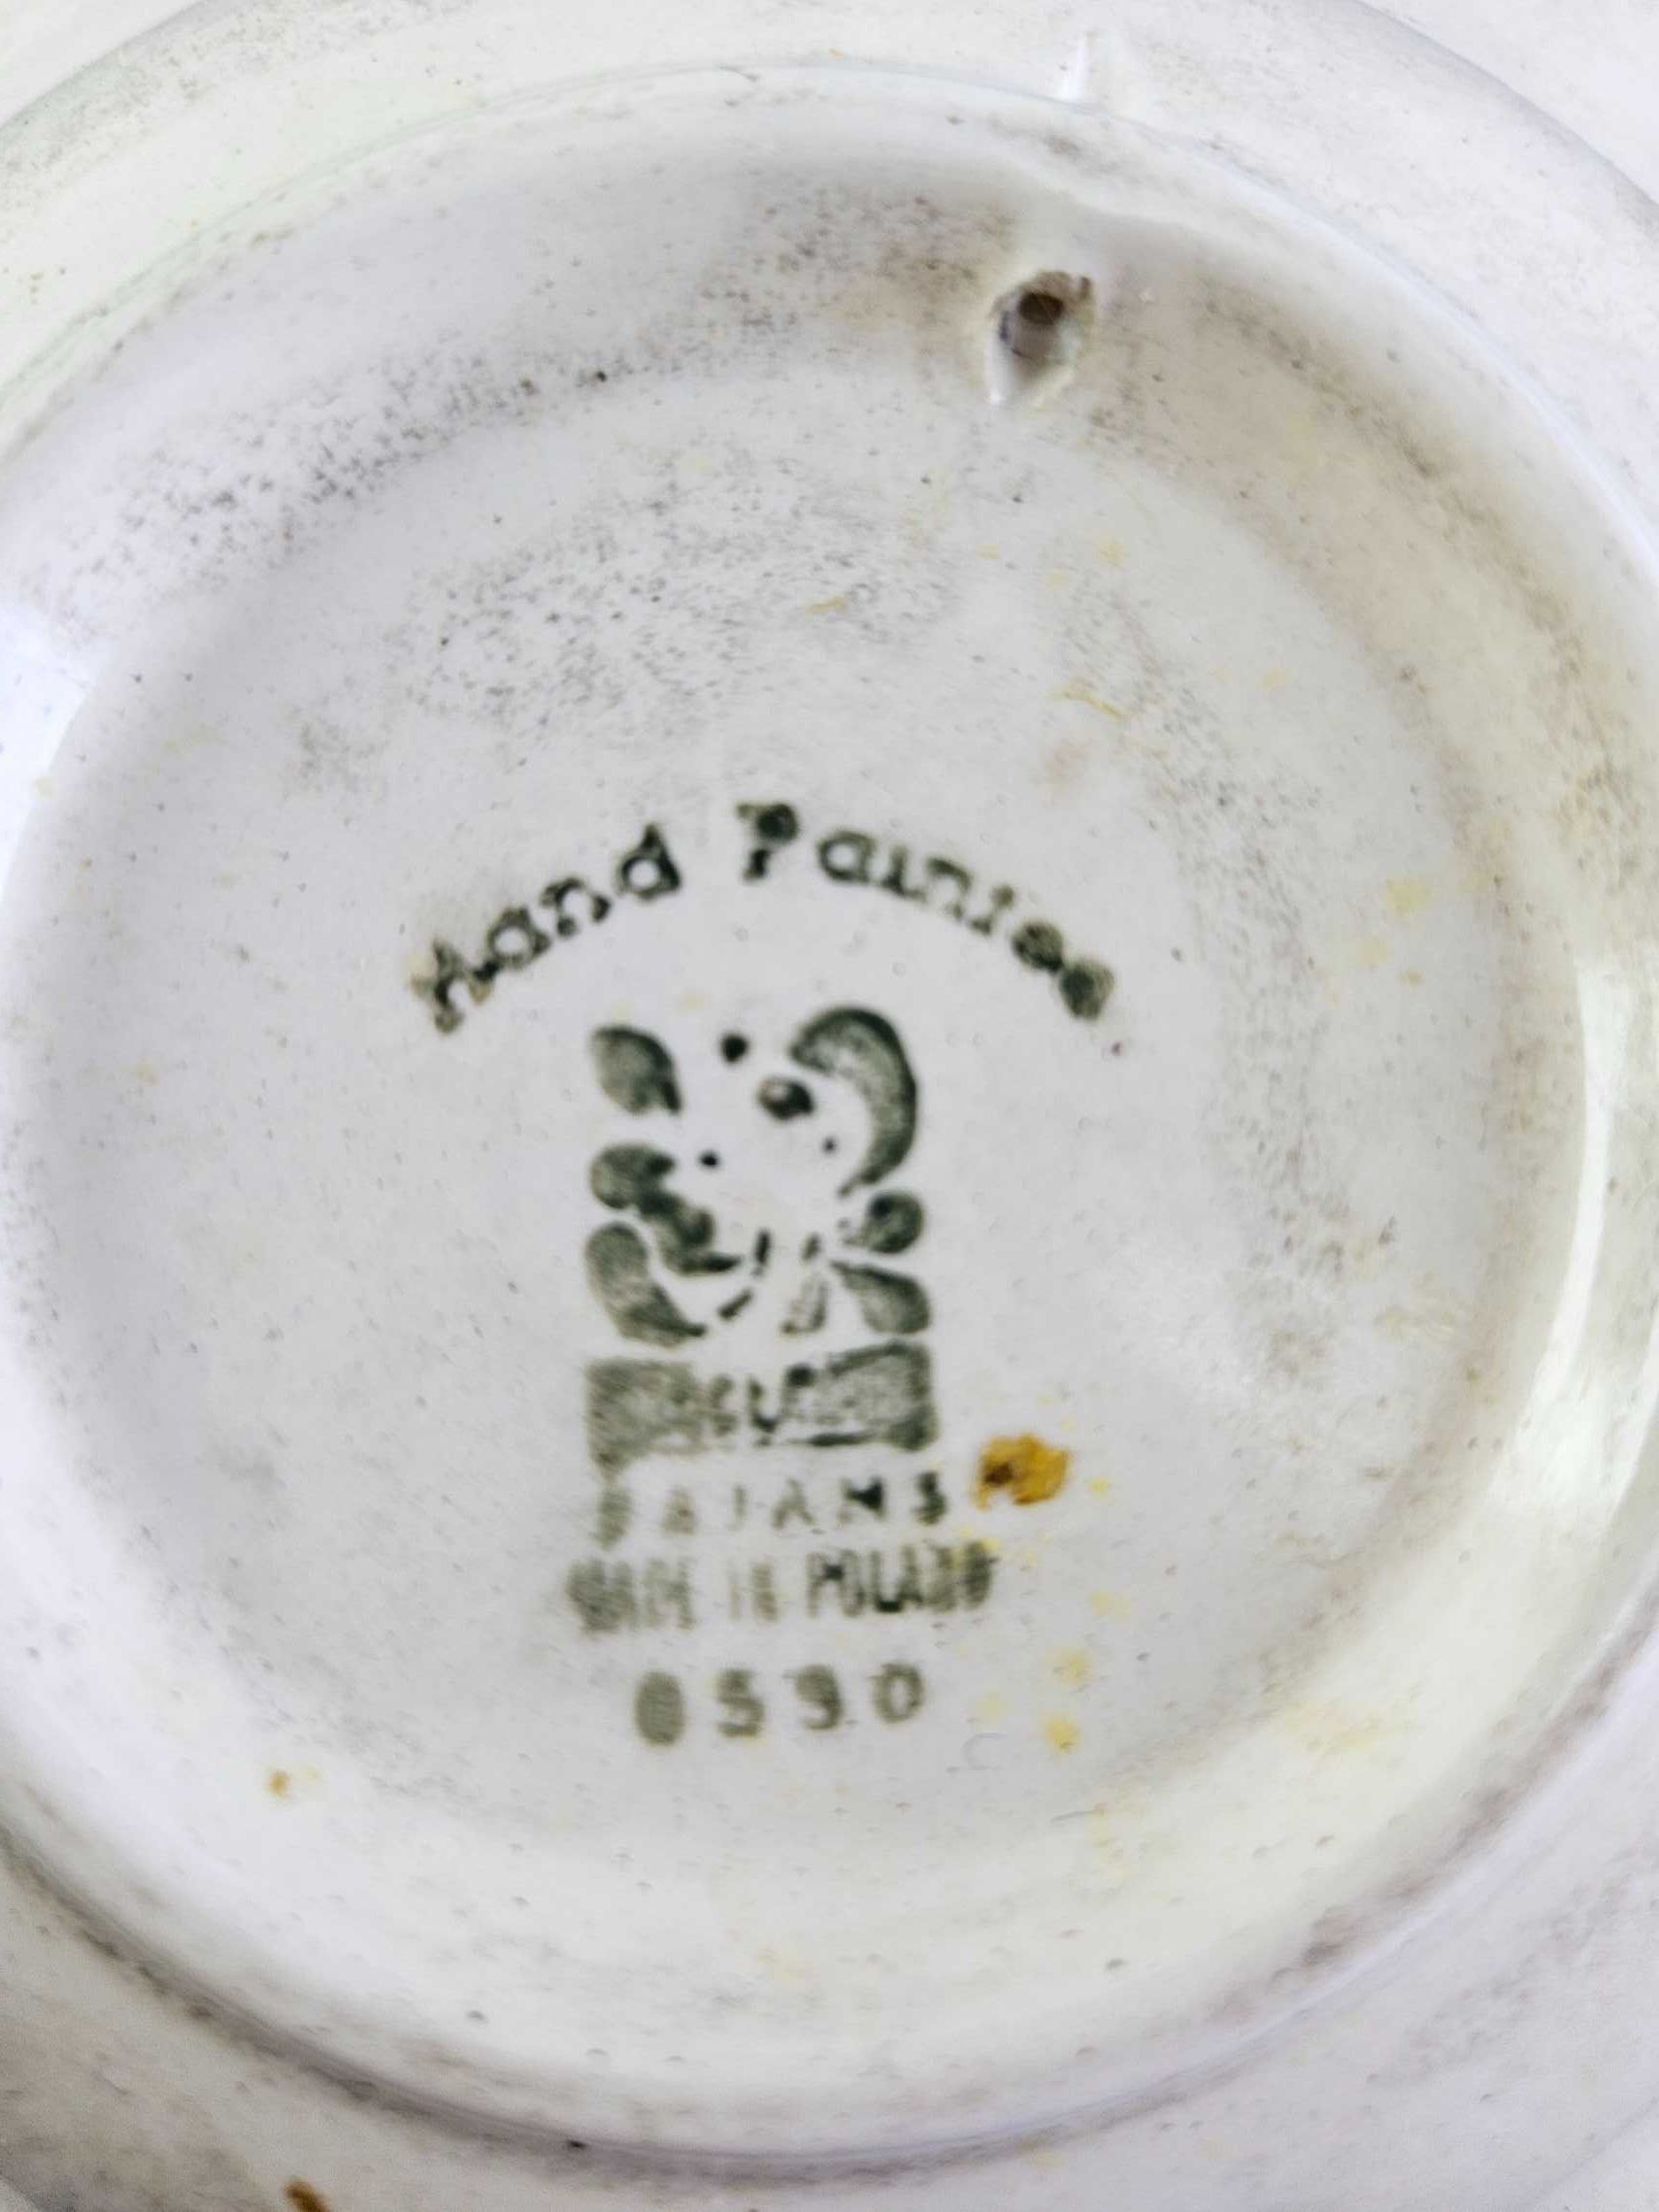 Hand Painted
FAJANS
MADE IN POLAND
0590